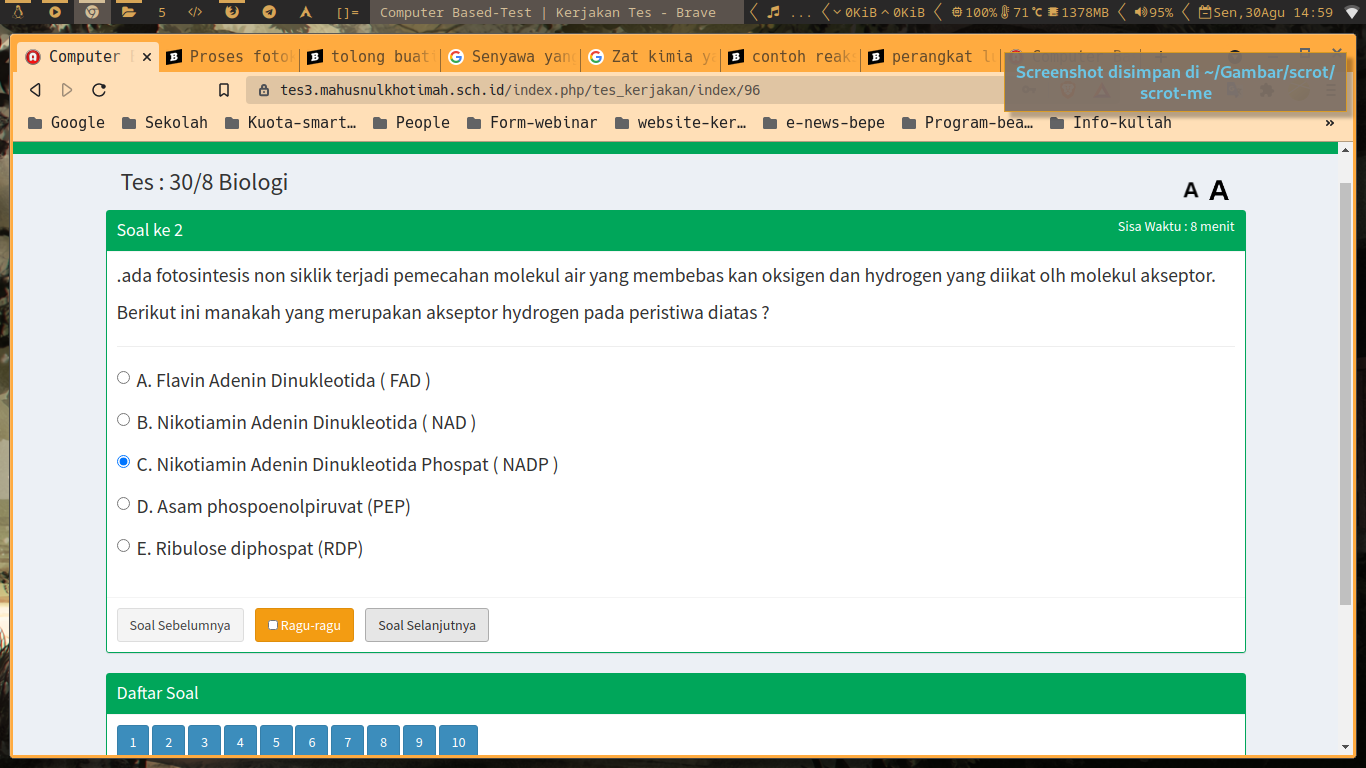 5 </> []= Computer Based-Test | Kerjakan Tes - Brave ... 0KiB 0KiB 100% 71℃ 1378MB 95% Sen,30Agu 14:59
Computer Proses foto tolong buat Senyawa yan Zat kimia y contoh reaks perangkat l
Screenshot disimpan di ~/Gambar/scrot/
scrot-me
tes3.mahusnulkhotimah.sch.id/index.php/tes_kerjakan/index/96
Google Sekolah Kuota-smart... People Form-webinar website-ker... e-news-bepe Program-bea... Info-kuliah »
Tes : 30/8 Biologi
A A
Soal ke 2
Sisa Waktu : 8 menit
.ada fotosintesis non siklik terjadi pemecahan molekul air yang membebas kan oksigen dan hydrogen yang diikat olh molekul akseptor.
Berikut ini manakah yang merupakan akseptor hydrogen pada peristiwa diatas ?
A. Flavin Adenin Dinukleotida ( FAD )
B. Nikotiamin Adenin Dinukleotida ( NAD )
C. Nikotiamin Adenin Dinukleotida Phospat ( NADP )
D. Asam phospoenolpiruvat (PEP)
E. Ribulose diphospat (RDP)
Soal Sebelumnya Ragu-ragu Soal Selanjutnya
Daftar Soal
1 2 3 4 5 6 7 8 9 10